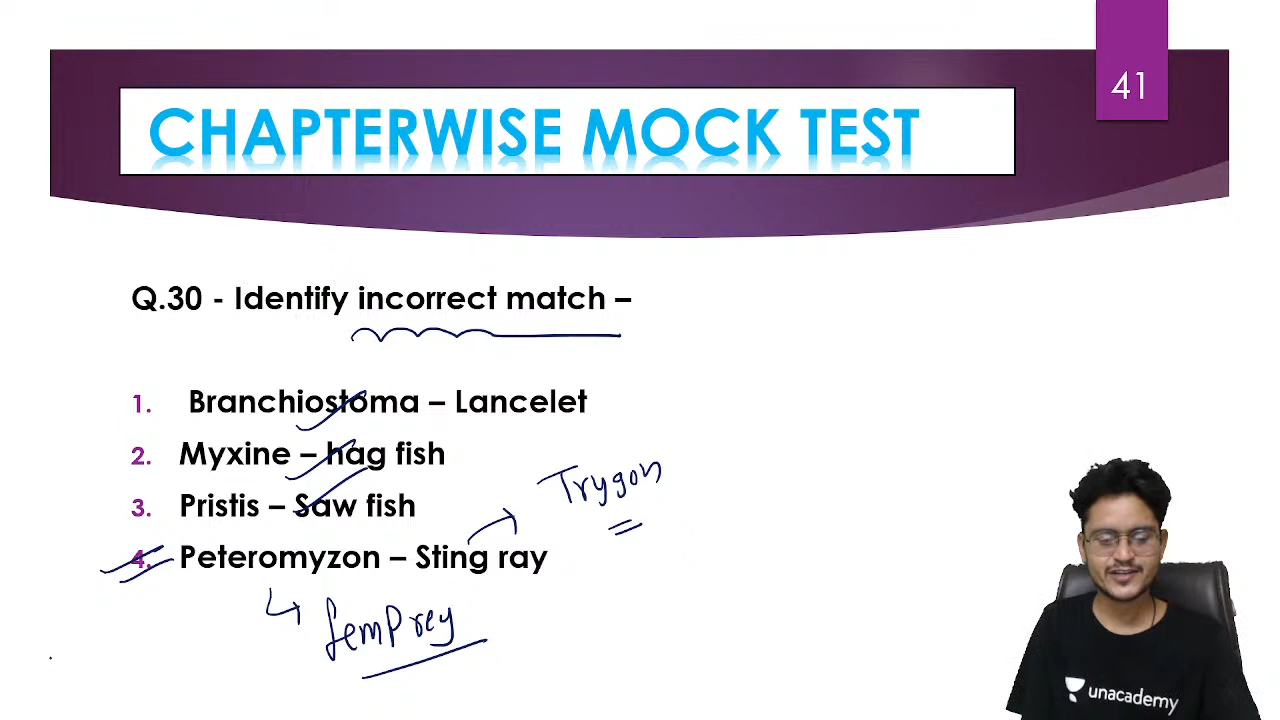 41
CHAPTERWISE MOCK TEST
Q.30 - Identify incorrect match –
1. Branchiostoma – Lancelet
2. Myxine – hag fish
3. Pristis – Saw fish
Trygon
4. Peteromyzon – Sting ray
lemprey
unacademy